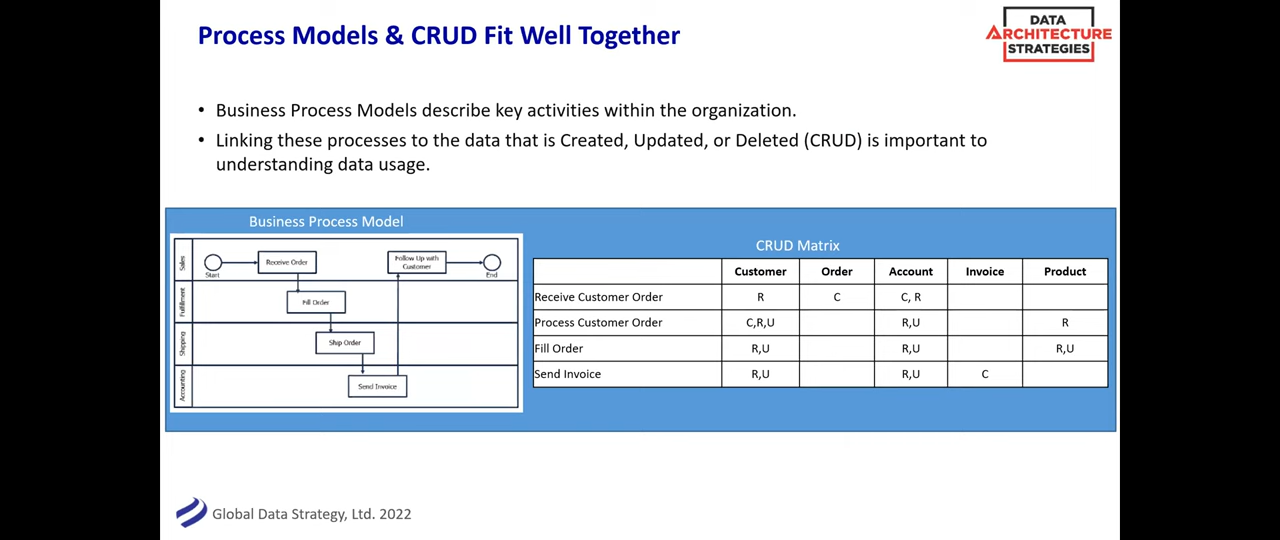 Process Models & CRUD Fit Well Together
DATA
ARCHITECTURE
STRATEGIES
• Business Process Models describe key activities within the organization.
• Linking these processes to the data that is Created, Updated, or Deleted (CRUD) is important to
understanding data usage.
Business Process Model
Sales
Start
Receive Order
Follow Up with
Customer
End
Fulfillment
Fill Order
Shipping
Ship Order
Accounting
Send Invoice
CRUD Matrix
Customer Order Account Invoice Product
Receive Customer Order R C C, R
Process Customer Order C,R,U R,U R
Fill Order R,U R,U R,U
Send Invoice R,U R,U C
Global Data Strategy, Ltd. 2022